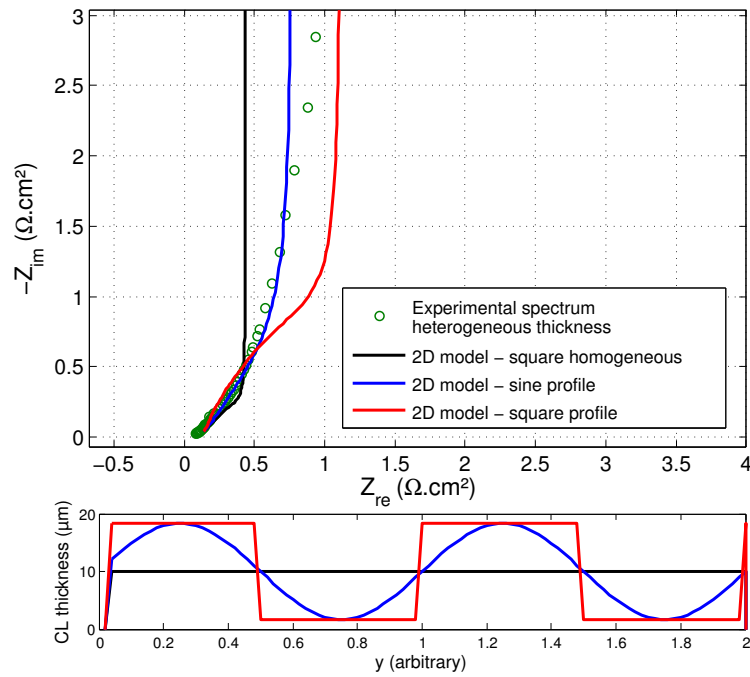 3
2.5
2
1.5
1
0.5
0
−Z_im (Ω.cm²)
−0.5 0 0.5 1 1.5 2 2.5 3 3.5 4
Z_re (Ω.cm²)
Experimental spectrum
heterogeneous thickness
2D model − square homogeneous
2D model − sine profile
2D model − square profile
20
10
0
CL thickness (µm)
0 0.2 0.4 0.6 0.8 1 1.2 1.4 1.6 1.8 2
y (arbitrary)